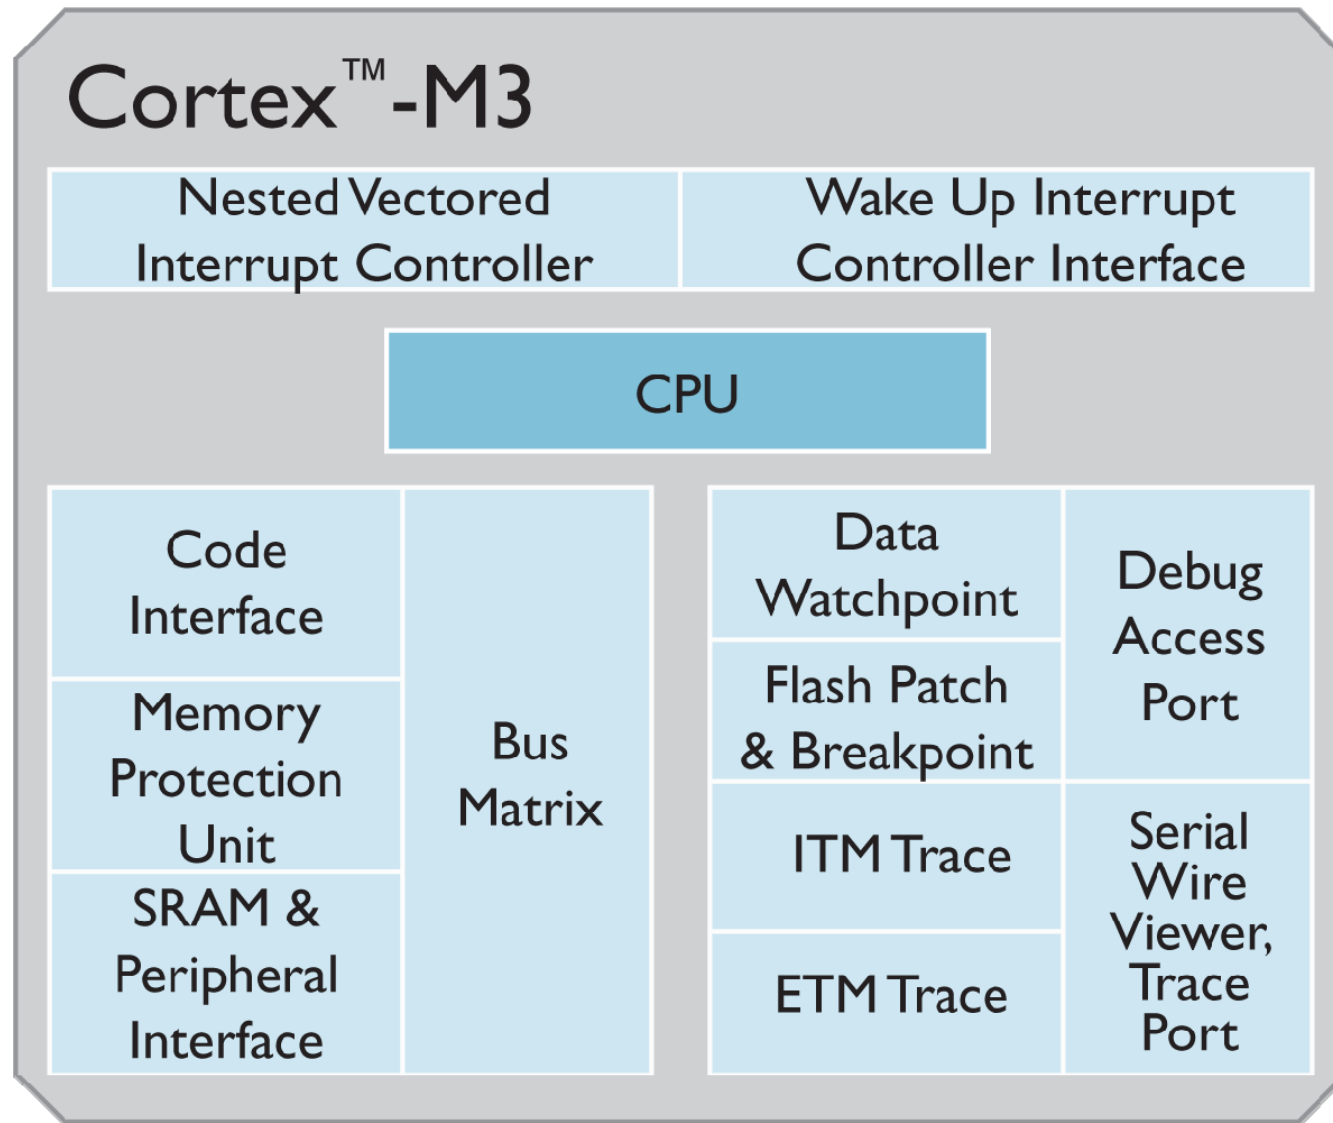 Cortex™-M3
Nested Vectored
Interrupt Controller
Wake Up Interrupt
Controller Interface
CPU
Code
Interface
Memory
Protection
Unit
SRAM &
Peripheral
Interface
Bus
Matrix
Data
Watchpoint
Flash Patch
& Breakpoint
ITM Trace
ETM Trace
Debug
Access
Port
Serial
Wire
Viewer,
Trace
Port